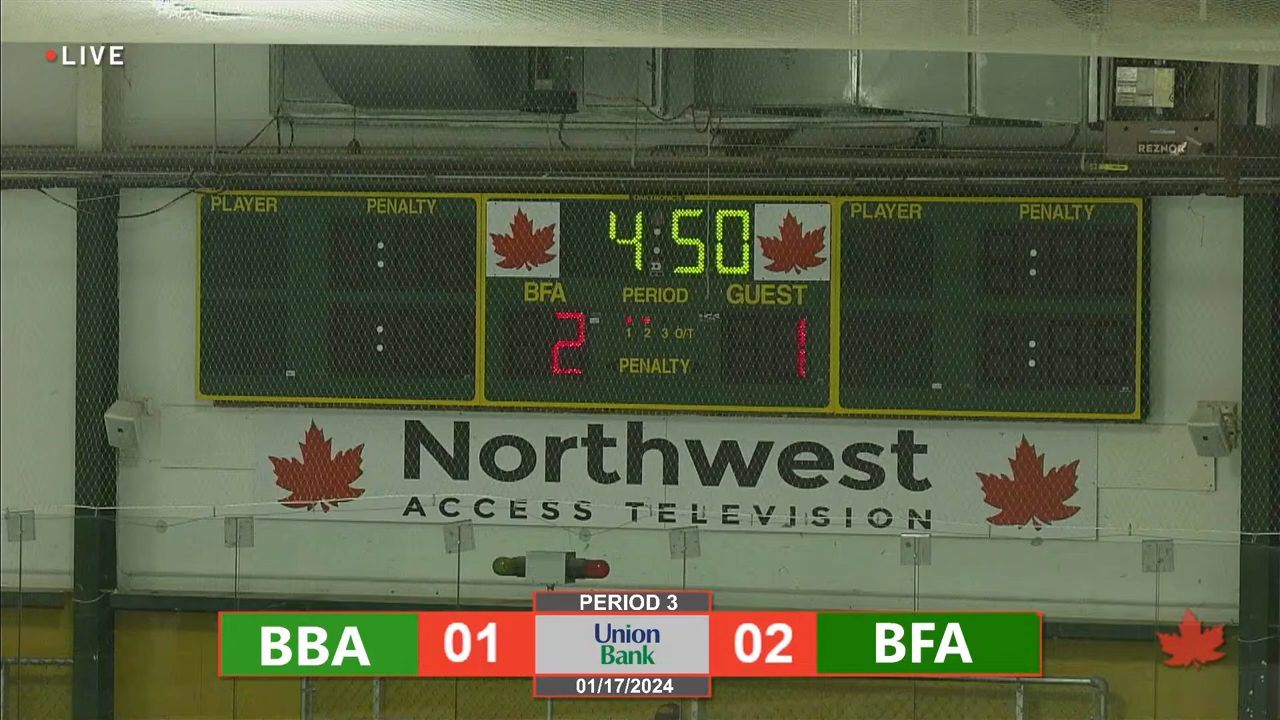 LIVE
REZNOR
DAKTRONICS
PLAYER PENALTY
4:50
PLAYER PENALTY
BFA PERIOD GUEST
2 1 2 3 O/T 1
PENALTY
Northwest
ACCESS TELEVISION
PERIOD 3
BBA 01 Union Bank 02 BFA
01/17/2024